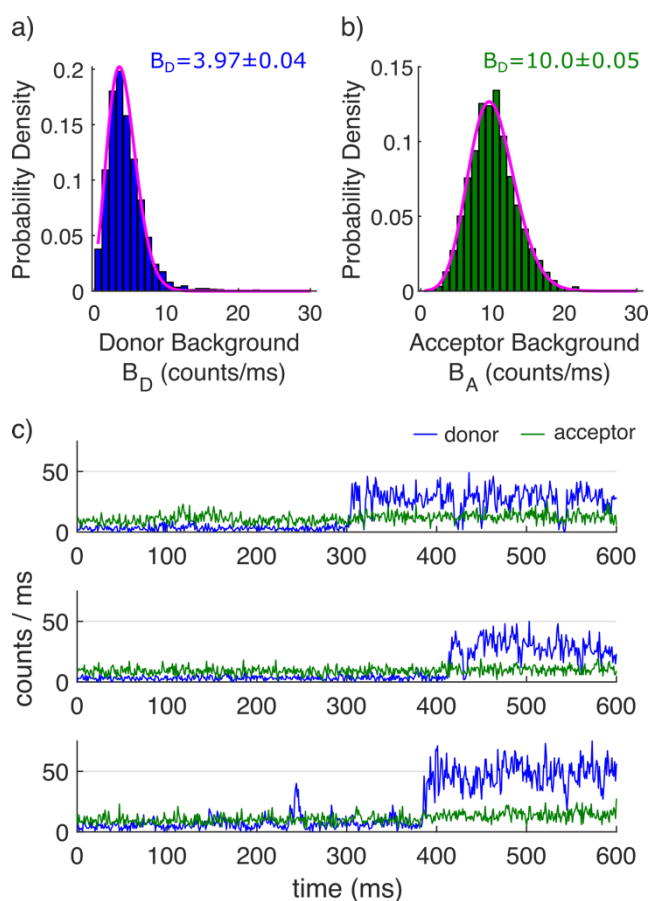 a)
B_D=3.97±0.04
0.2
0.15
0.1
0.05
0
Probability Density
0 10 20 30
Donor Background
B_D (counts/ms)
b)
B_D=10.0±0.05
0.15
0.1
0.05
0
Probability Density
0 10 20 30
Acceptor Background
B_A (counts/ms)
c)
donor acceptor
50
0
0 100 200 300 400 500 600
counts / ms
50
0
0 100 200 300 400 500 600
50
0
0 100 200 300 400 500 600
time (ms)